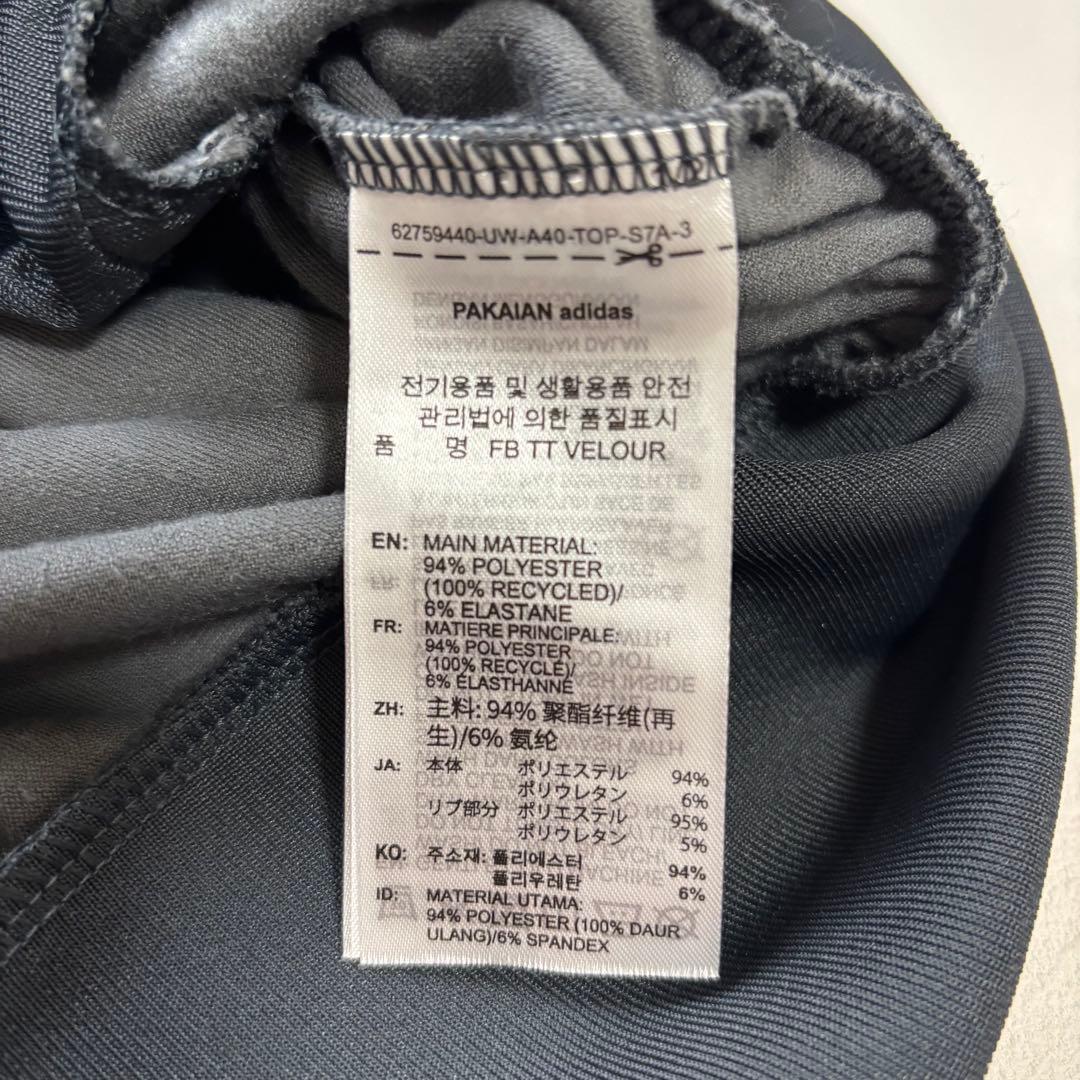 62759440-UW-A40-TOP-S7A-3
PAKAIAN adidas
전기용품 및 생활용품 안전
관리법에 의한 품질표시
품 명 FB TT VELOUR
EN: MAIN MATERIAL:
94% POLYESTER
(100% RECYCLED)/
6% ELASTANE
FR: MATIERE PRINCIPALE:
94% POLYESTER
(100% RECYCLE)/
6% ELASTHANNE
ZH: 主料: 94% 聚酯纤维(再
生)/6% 氨纶
JA: 本体 ポリエステル 94%
ポリウレタン 6%
リブ部分 ポリエステル 95%
ポリウレタン 5%
KO: 주소재: 폴리에스터 94%
폴리우레탄 6%
ID: MATERIAL UTAMA:
94% POLYESTER (100% DAUR
ULANG)/6% SPANDEX